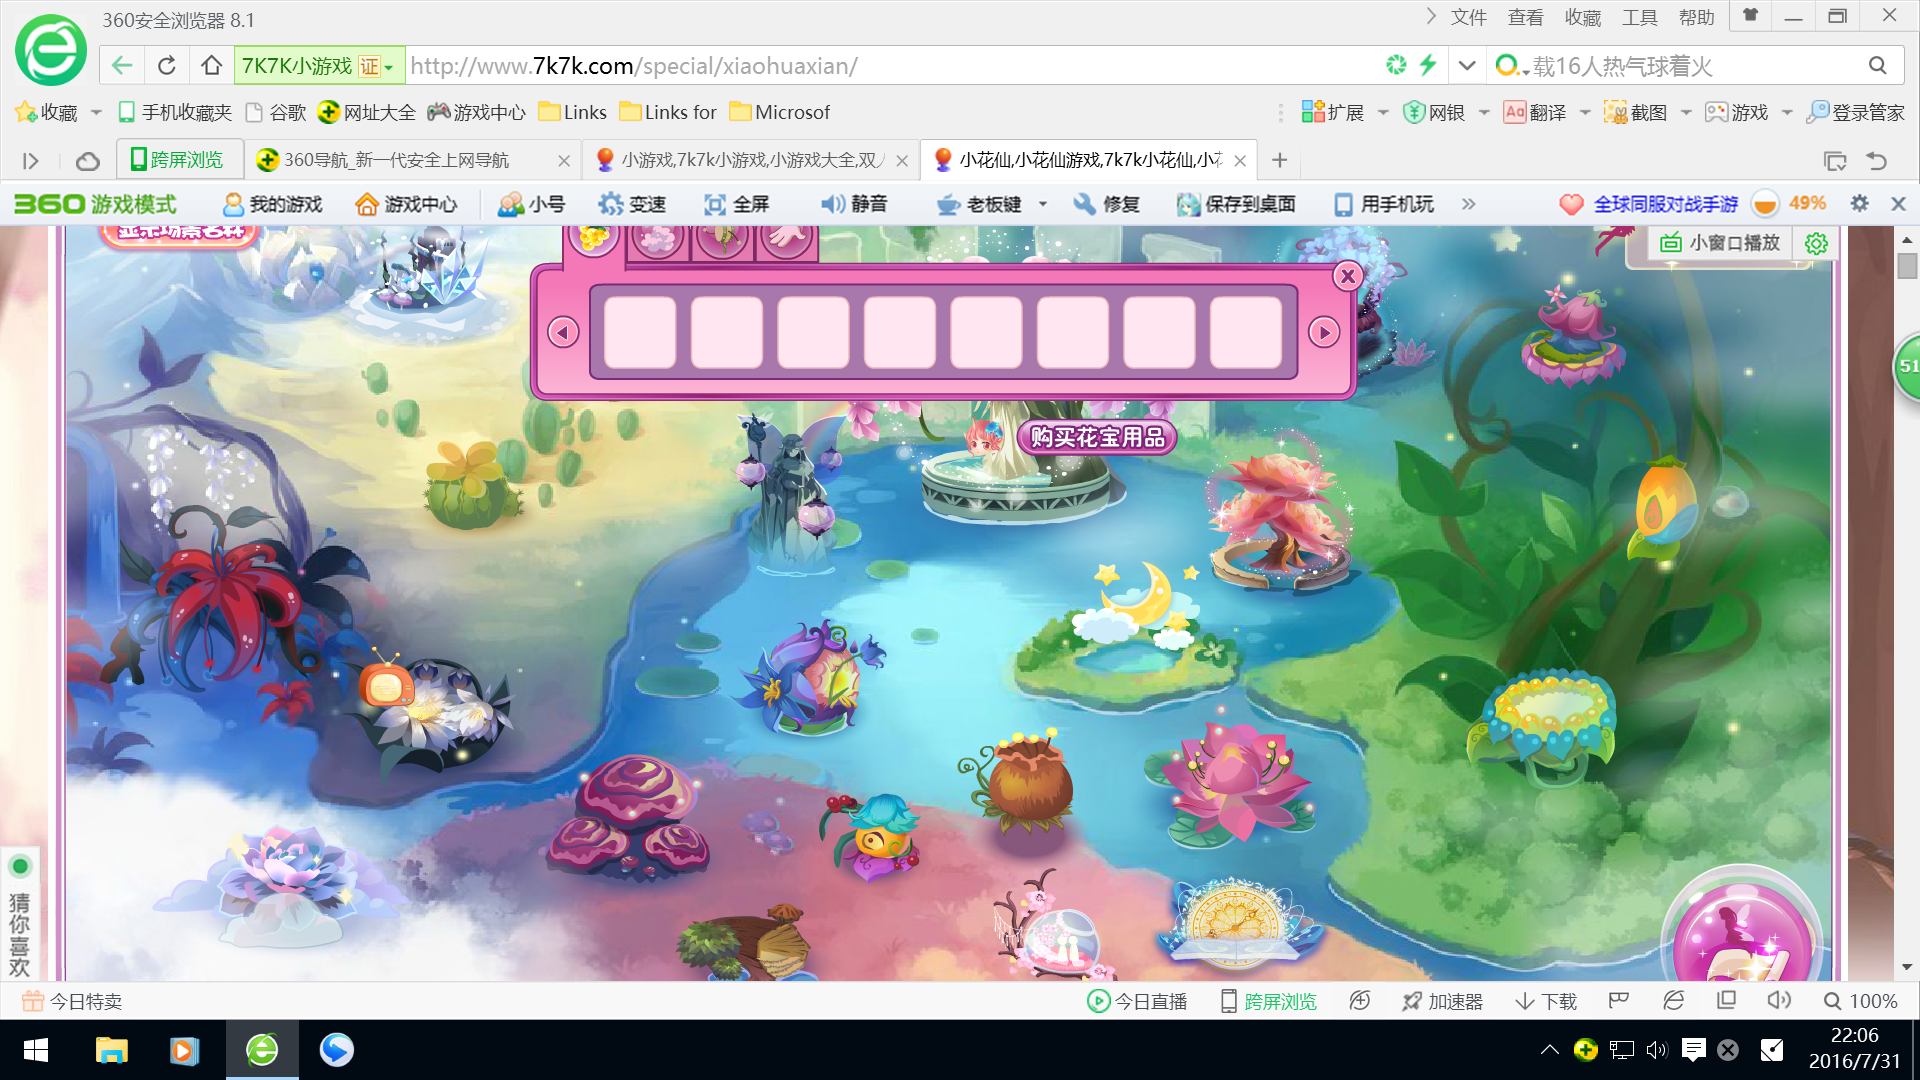 360安全浏览器 8.1
文件 查看 收藏 工具 帮助
7K7K小游戏 证 http://www.7k7k.com/special/xiaohuaxian/
载16人热气球着火
收藏 手机收藏夹 谷歌 网址大全 游戏中心 Links Links for Microsof
扩展 网银 Aa 翻译 截图 游戏 登录管家
跨屏浏览 360导航_新一代安全上网导航 小游戏,7k7k小游戏,小游戏大全,双 小花仙,小花仙游戏,7k7k小花仙,小
360 游戏模式 我的游戏 游戏中心 小号 变速 全屏 静音 老板键 修复 保存到桌面 用手机玩 全球同服对战手游 49%
小窗口播放
51
购买花宝用品
猜你喜欢
今日特卖
今日直播 跨屏浏览 加速器 下载 100%
22:06
2016/7/31